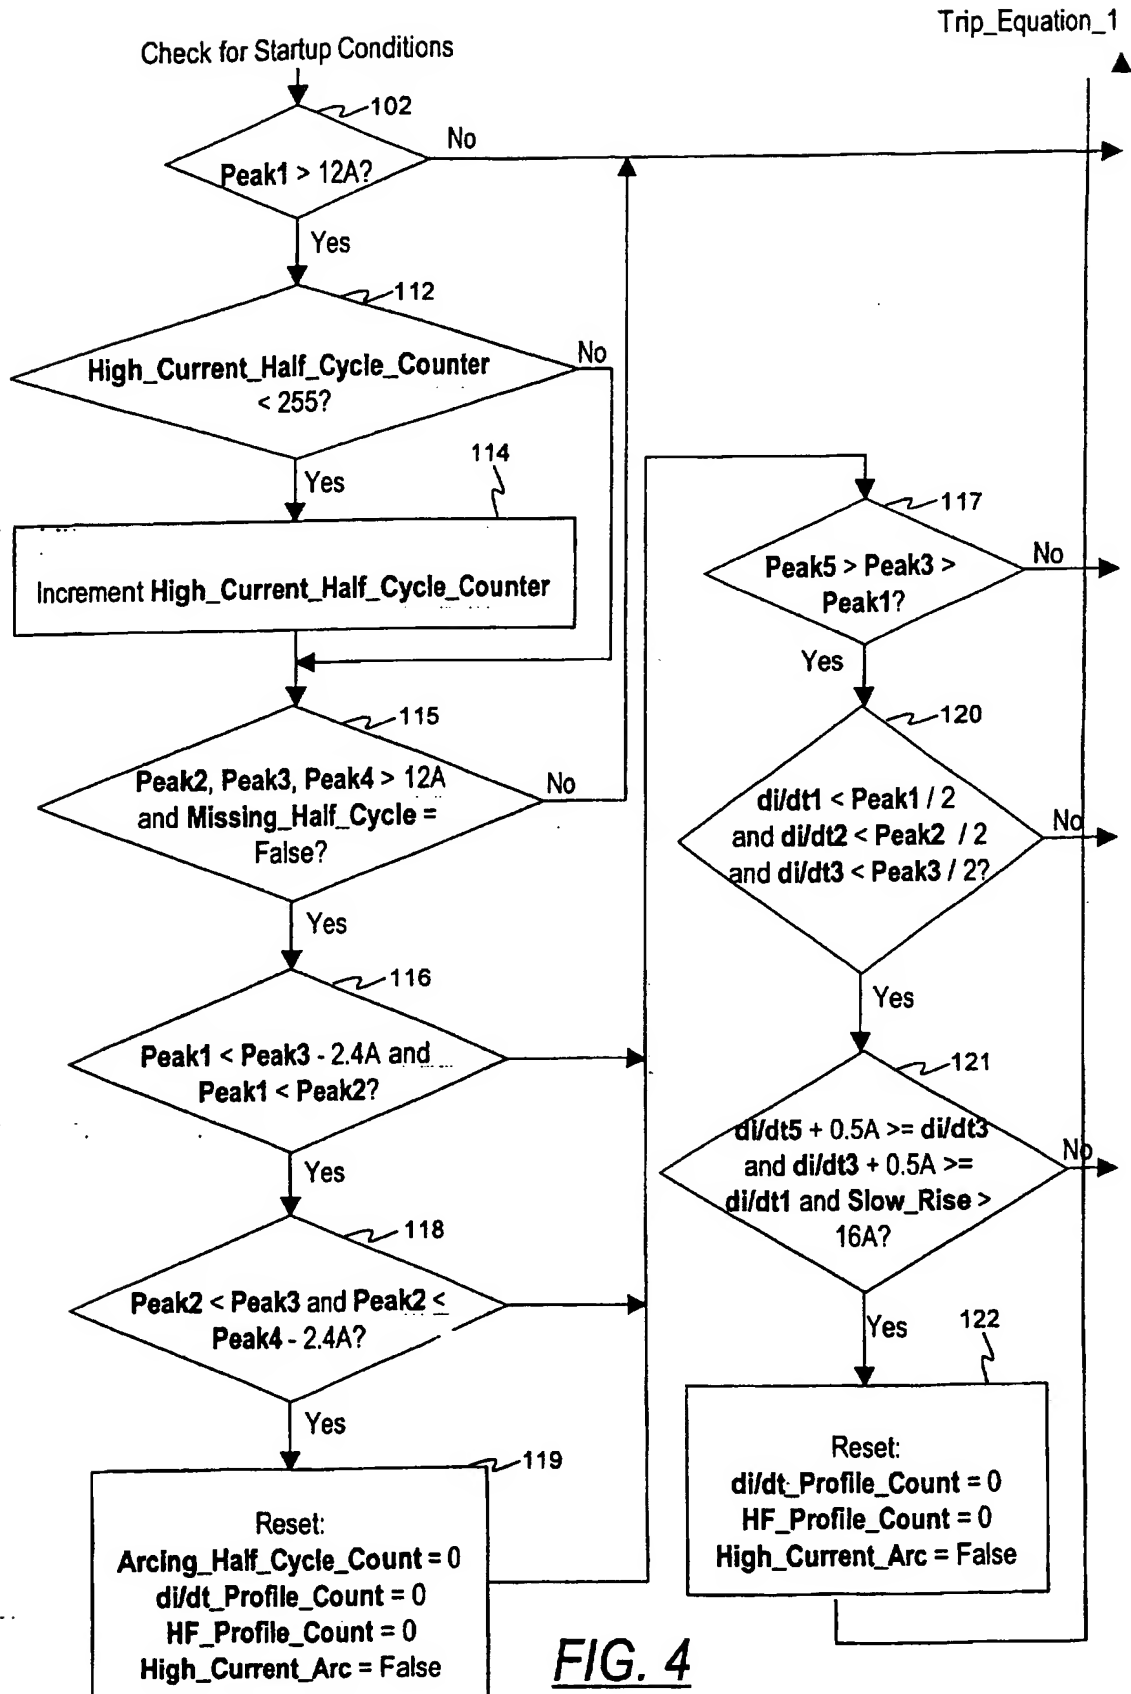 Trip_Equation_1
Check for Startup Conditions
102
No
Peak1 > 12A?
Yes
112
No
High_Current_Half_Cycle_Counter
< 255?
Yes
114
Increment High_Current_Half_Cycle_Counter
115
Peak2, Peak3, Peak4 > 12A
and Missing_Half_Cycle =
False?
No
Yes
116
Peak1 < Peak3 - 2.4A and
Peak1 < Peak2?
Yes
118
Peak2 < Peak3 and Peak2 <
Peak4 - 2.4A?
Yes
119
Reset:
Arcing_Half_Cycle_Count = 0
di/dt_Profile_Count = 0
HF_Profile_Count = 0
High_Current_Arc = False
117
Peak5 > Peak3 >
Peak1?
No
Yes
120
di/dt1 < Peak1 / 2
and di/dt2 < Peak2 / 2
and di/dt3 < Peak3 / 2?
No
Yes
121
di/dt5 + 0.5A >= di/dt3
and di/dt3 + 0.5A >=
di/dt1 and Slow_Rise >
16A?
No
Yes
122
Reset:
di/dt_Profile_Count = 0
HF_Profile_Count = 0
High_Current_Arc = False
FIG. 4